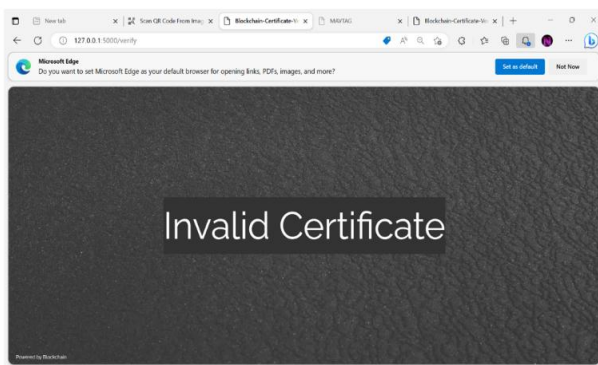 New tab
Scan QR Code From Imag
Blockchain-Certificate-Ve
MAYTAG
Blockchain-Certificate-Ve
127.0.0.1:5000/verify
Microsoft Edge
Do you want to set Microsoft Edge as your default browser for opening links, PDFs, images, and more?
Set as default
Not Now
Invalid Certificate
Powered by Blockchain